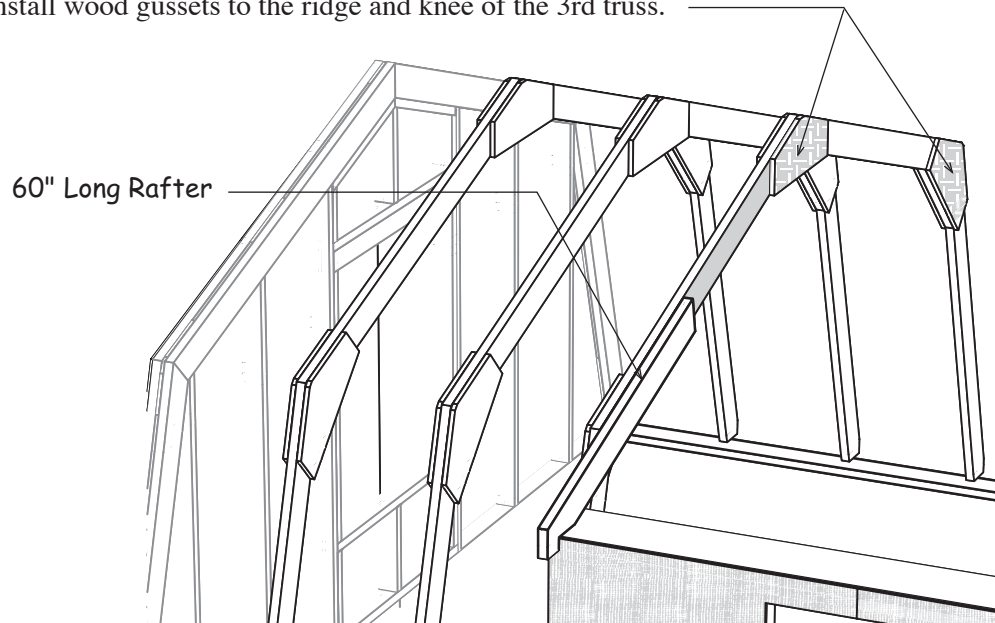 nstall wood gussets to the ridge and knee of the 3rd truss.
60" Long Rafter